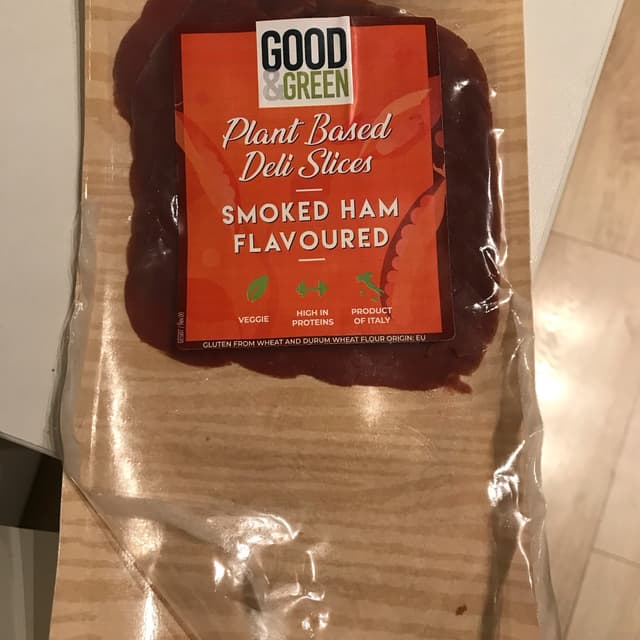 GOOD
&GREEN
Plant Based
Deli Slices
SMOKED HAM
FLAVOURED
VEGGIE
HIGH IN
PROTEINS
PRODUCT
OF ITALY
GLUTEN FROM WHEAT AND DURUM WHEAT FLOUR ORIGIN: EU